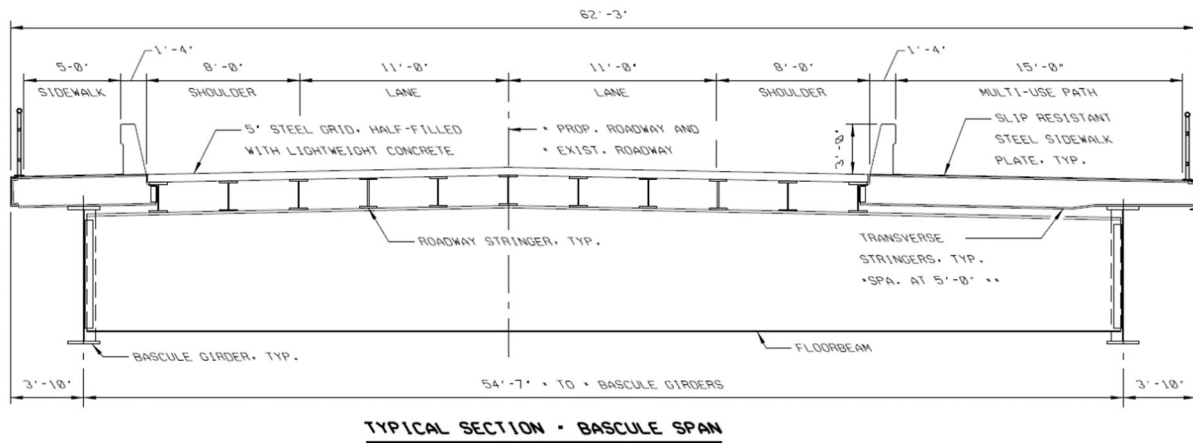 62'-3"
1'-4"
1'-4"
5-0"
8'-0"
11'-0"
11'-0"
8'-0"
15'-0"
SIDEWALK
SHOULDER
LANE
LANE
SHOULDER
MULTI-USE PATH
5" STEEL GRID, HALF-FILLED
WITH LIGHTWEIGHT CONCRETE
* PROP. ROADWAY AND
* EXIST. ROADWAY
3'-0"
SLIP RESISTANT
STEEL SIDEWALK
PLATE, TYP.
ROADWAY STRINGER, TYP.
TRANSVERSE
STRINGERS, TYP.
*SPA. AT 5'-0" **
BASCULE GIRDER, TYP.
FLOORBEAM
3'-10"
54'-7" * TO * BASCULE GIRDERS
3'-10"
TYPICAL SECTION - BASCULE SPAN